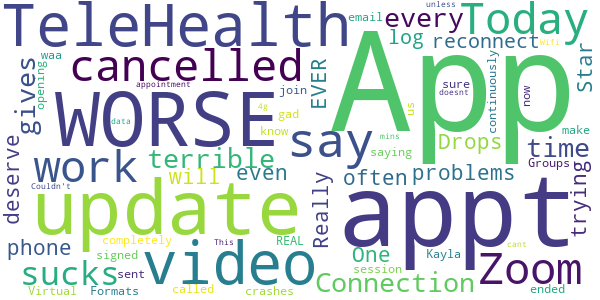 TeleHealth
email
every
unless
Today
cancelled
log
reconnect
wifi
App
Star
gives
opening
waa
appointment
join
EVER
us
continuously
sure
doesnt
now
WORSE
4g
gad
data
know
say
saying
Drops
time
make
Groups
mins
work
terrible
will
even
often
problems
trying
deserve
Couldn't
update
Really
appt
cant
phone
completely
signed
This
REAL
video
One
Kayla
session
Zoom
sucks
sent
called
crashes
Connection
ended
Virtual
Formats